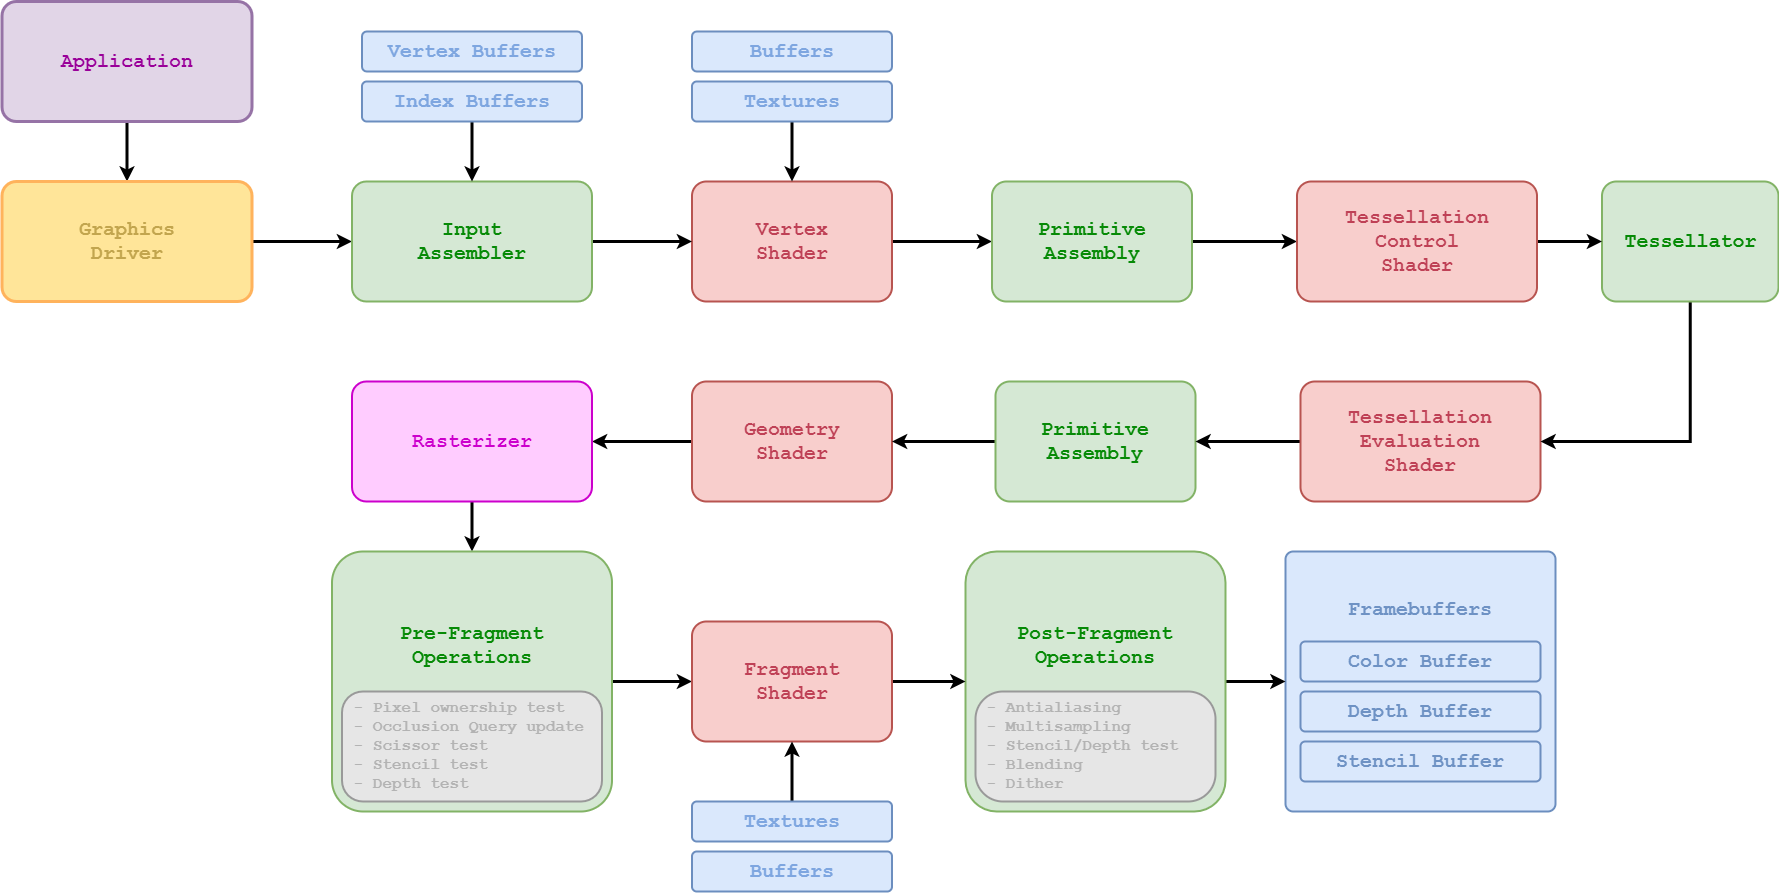 Application
Vertex Buffers
Index Buffers
Buffers
Textures
Graphics
Driver
Input
Assembler
Vertex
Shader
Primitive
Assembly
Tessellation
Control
Shader
Tessellator
Rasterizer
Geometry
Shader
Primitive
Assembly
Tessellation
Evaluation
Shader
Pre-Fragment
Operations
- Pixel ownership test
- Occlusion Query update
- Scissor test
- Stencil test
- Depth test
Fragment
Shader
Textures
Buffers
Post-Fragment
Operations
- Antialiasing
- Multisampling
- Stencil/Depth test
- Blending
- Dither
Framebuffers
Color Buffer
Depth Buffer
Stencil Buffer